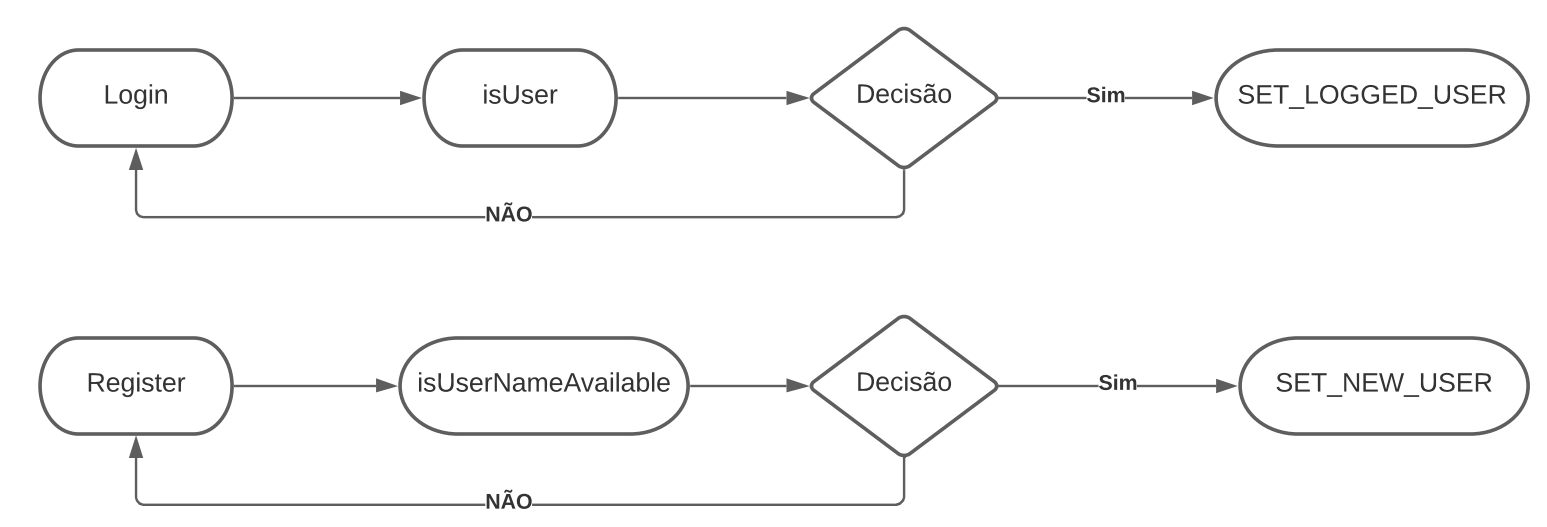 Login
isUser
Decisão
Sim
SET_LOGGED_USER
NÃO
Register
isUserNameAvailable
Decisão
Sim
SET_NEW_USER
NÃO